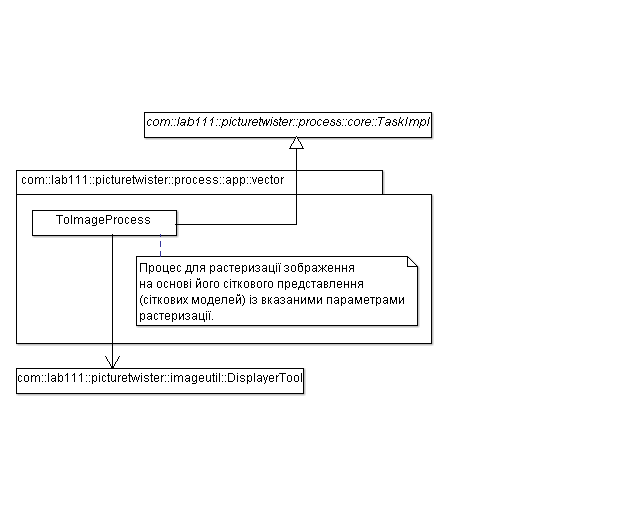 com::lab111::picturetwister::process::core::TaskImpl
com::lab111::picturetwister::process::app::vector
ToImageProcess
Процес для растеризації зображення
на основі його сіткового представлення
(сіткових моделей) із вказаними параметрами
растеризації.
com::lab111::picturetwister::imageutil::DisplayerTool